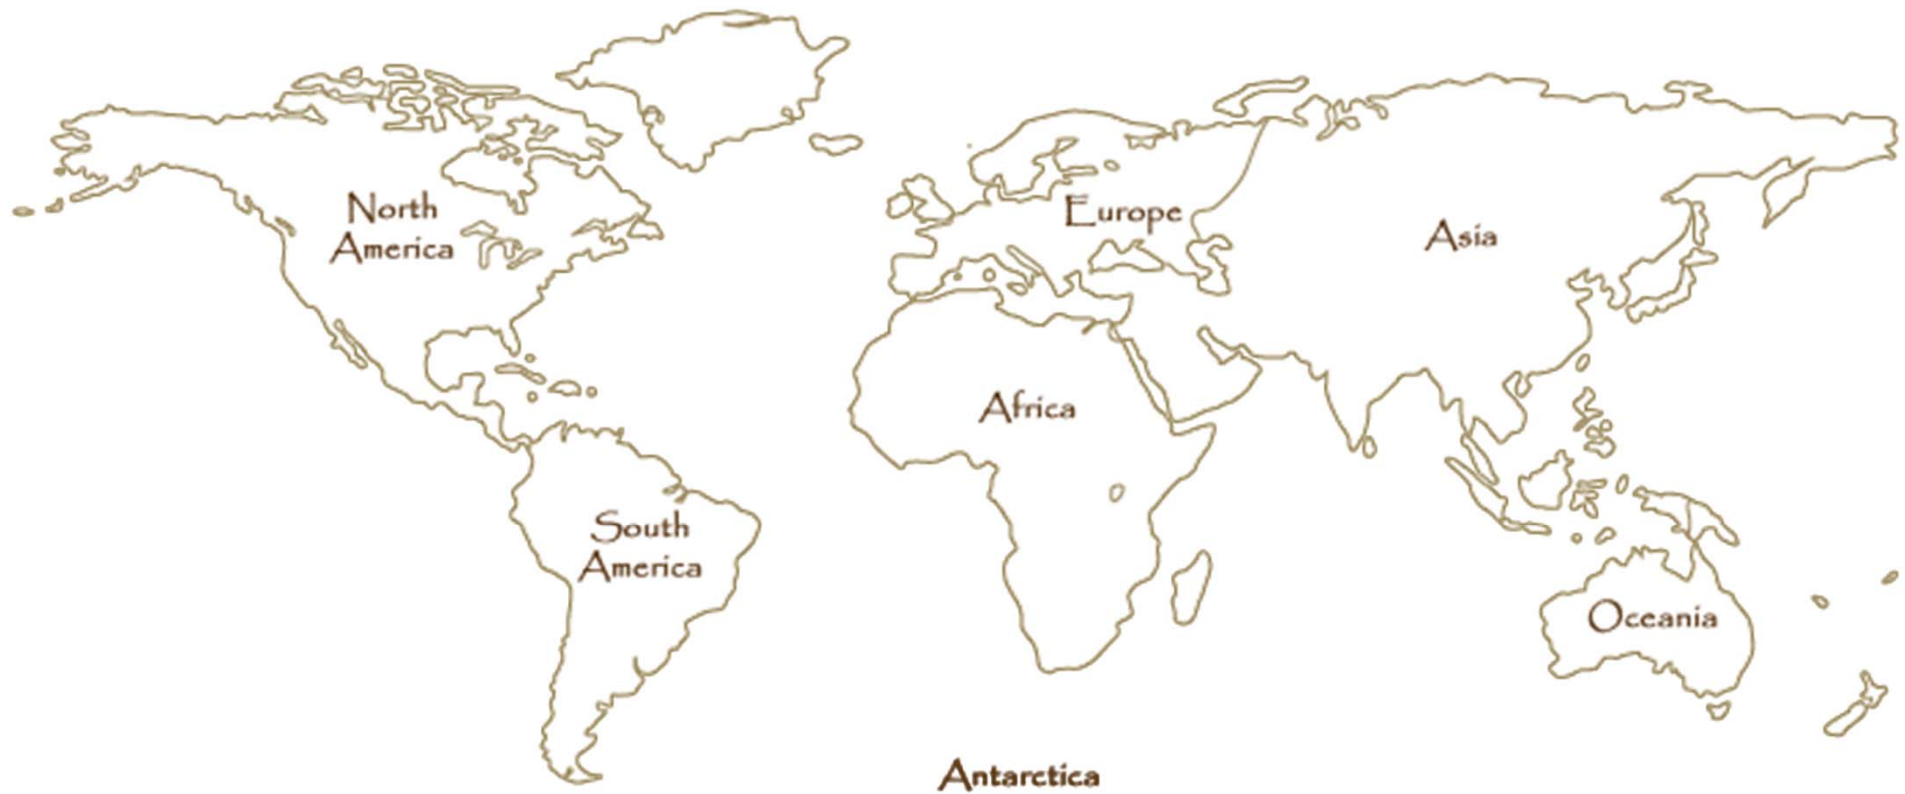 North
America
Europe
Asia
Africa
South
America
Oceania
Antarctica